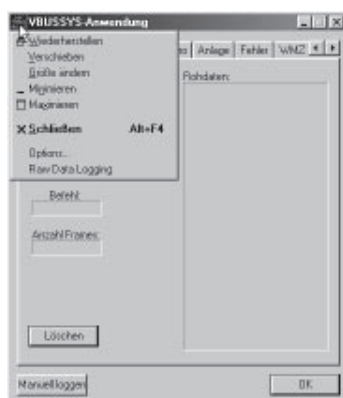 VBUSSYS-Anwendung
Wiederherstellen
Verschieben
Größe ändern
Minimieren
Maximieren
Schließen Alt+F4
Options...
Raw Data Logging
Anlage Fehler WMZ
Rohdaten:
Befehl:
Anzahl Frames:
Löschen
Manuell loggen
OK